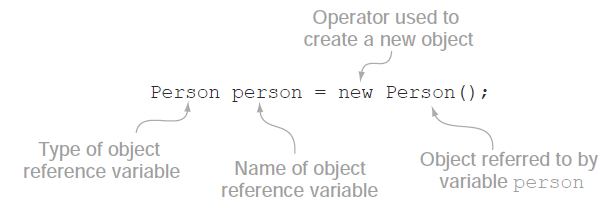 Operator used to
create a new object
Person person = new Person();
Type of object
reference variable
Name of object
reference variable
Object referred to by
variable person